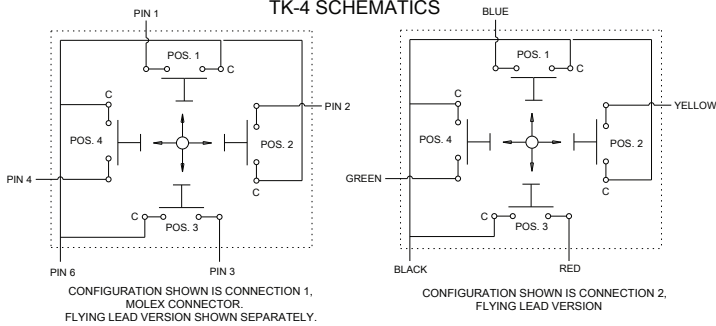 TK-4 SCHEMATICS
PIN 1
POS. 1
C
C
PIN 2
POS. 4
POS. 2
PIN 4
C
C
POS. 3
PIN 6
PIN 3
CONFIGURATION SHOWN IS CONNECTION 1,
MOLEX CONNECTOR.
FLYING LEAD VERSION SHOWN SEPARATELY.
BLUE
POS. 1
C
C
YELLOW
POS. 4
POS. 2
GREEN
C
C
POS. 3
BLACK
RED
CONFIGURATION SHOWN IS CONNECTION 2,
FLYING LEAD VERSION